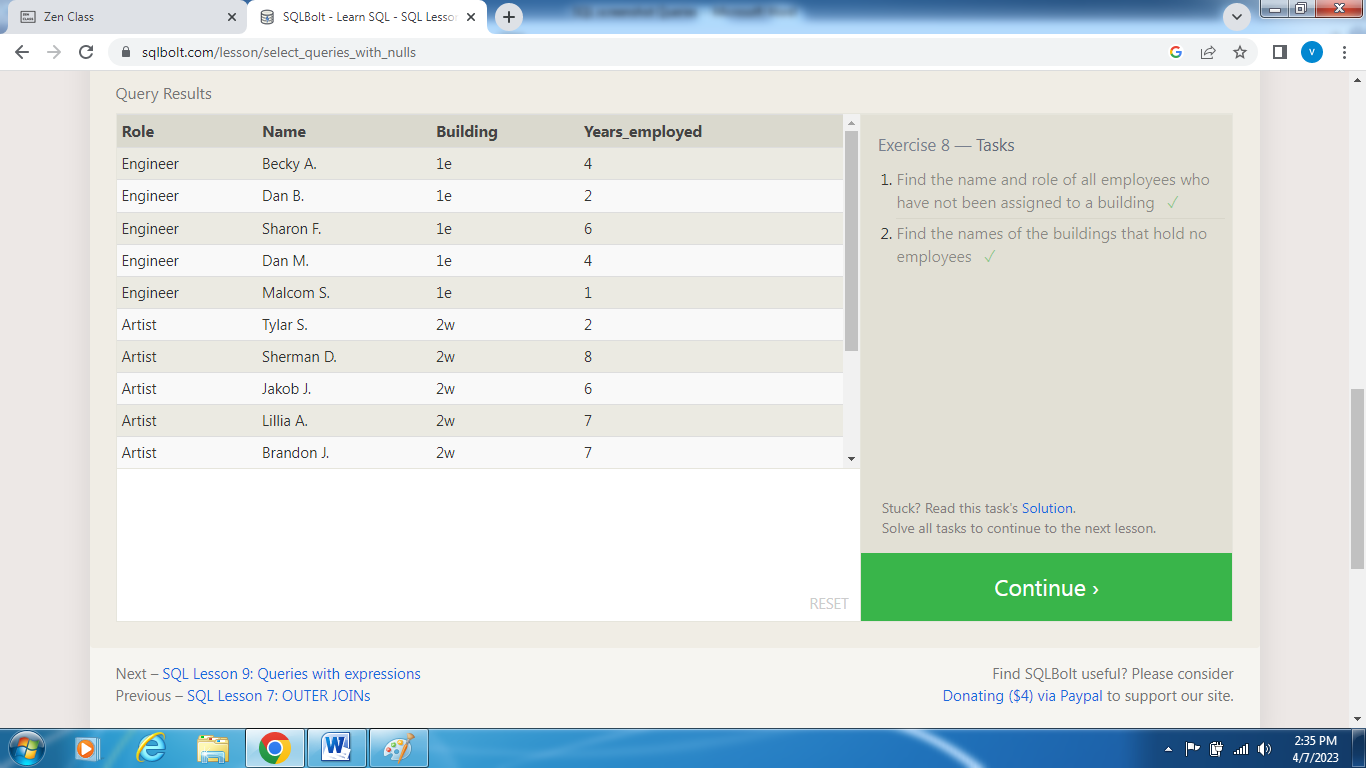 Zen Class
SQLBolt - Learn SQL - SQL Lesson
sqlbolt.com/lesson/select_queries_with_nulls
V
Query Results
Role Name Building Years_employed
Engineer Becky A. 1e 4
Engineer Dan B. 1e 2
Engineer Sharon F. 1e 6
Engineer Dan M. 1e 4
Engineer Malcom S. 1e 1
Artist Tylar S. 2w 2
Artist Sherman D. 2w 8
Artist Jakob J. 2w 6
Artist Lillia A. 2w 7
Artist Brandon J. 2w 7
RESET
Exercise 8 — Tasks
1. Find the name and role of all employees who
have not been assigned to a building ✓
2. Find the names of the buildings that hold no
employees ✓
Stuck? Read this task's Solution.
Solve all tasks to continue to the next lesson.
Continue ›
Next – SQL Lesson 9: Queries with expressions
Previous – SQL Lesson 7: OUTER JOINs
Find SQLBolt useful? Please consider
Donating ($4) via Paypal to support our site.
2:35 PM
4/7/2023